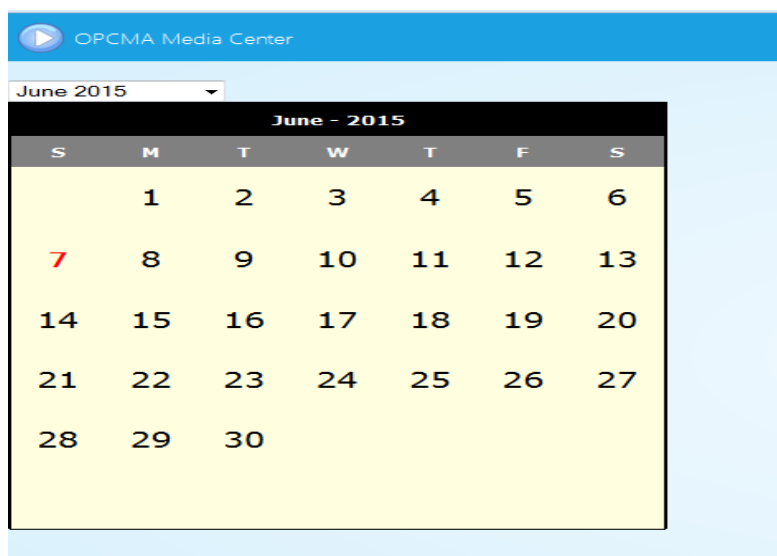 OPCMA Media Center
June 2015
June - 2015
S M T W T F S
1 2 3 4 5 6
7 8 9 10 11 12 13
14 15 16 17 18 19 20
21 22 23 24 25 26 27
28 29 30